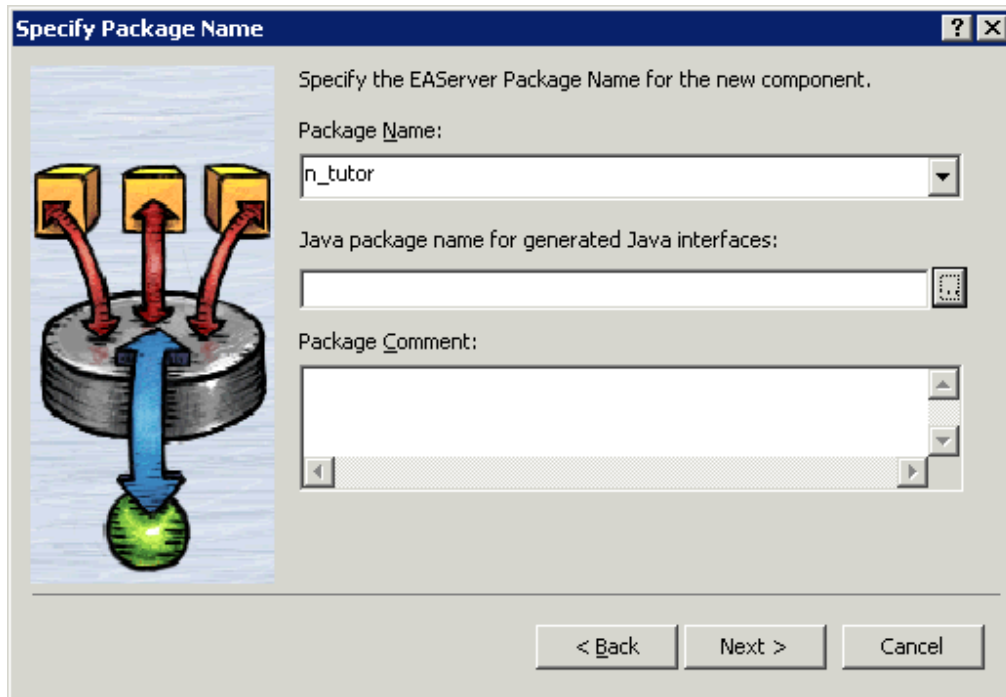 Specify Package Name
Specify the EAServer Package Name for the new component.
Package Name:
n_tutor
Java package name for generated Java interfaces:
...
Package Comment:
< Back
Next >
Cancel